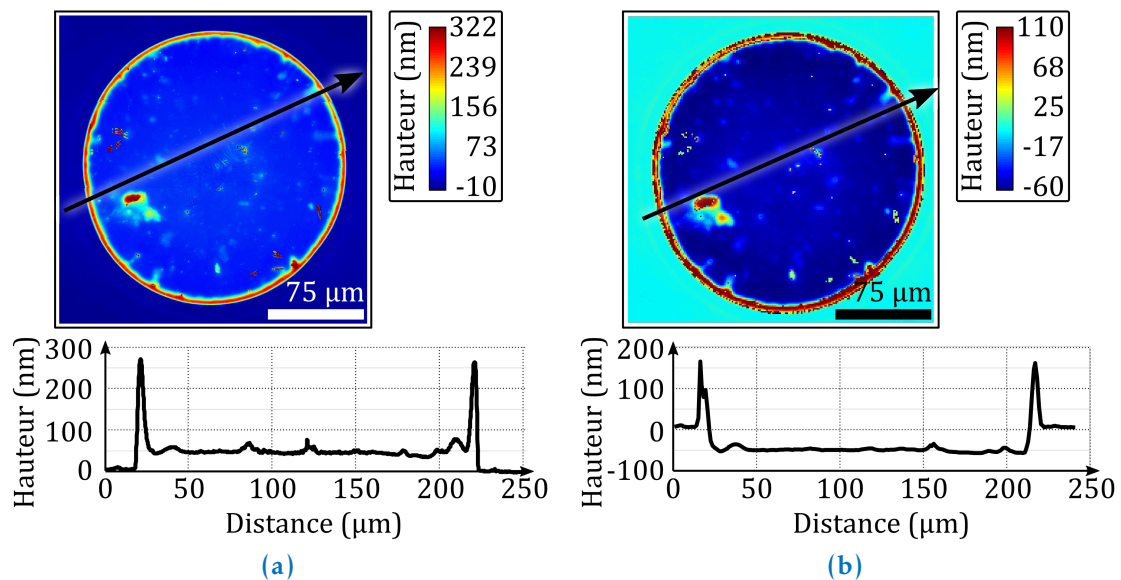 322
239
156
73
-10
Hauteur (nm)
75 µm
110
68
25
-17
-60
Hauteur (nm)
75 µm
300
200
100
0
Hauteur (nm)
0 50 100 150 200 250
Distance (µm)
200
100
0
-100
Hauteur (nm)
0 50 100 150 200 250
Distance (µm)
(a)
(b)